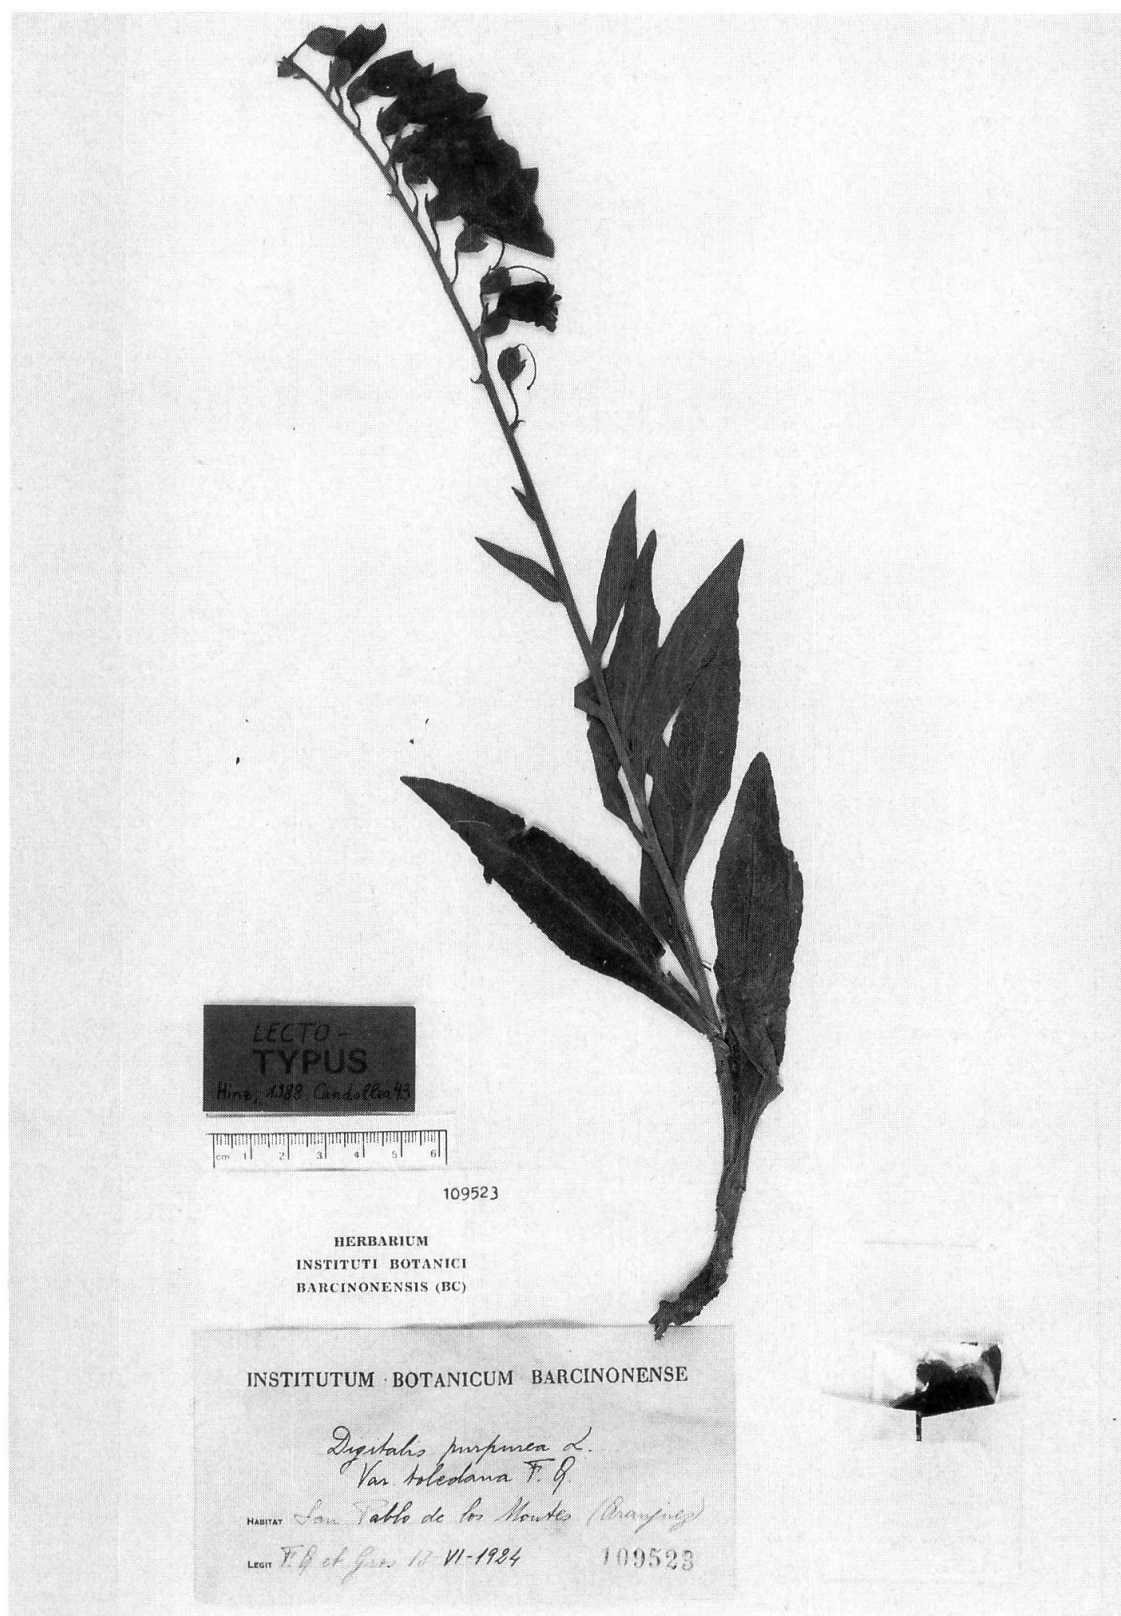 LECTO-
TYPUS
Hinz, 1988, Candollea 43
cm 1 2 3 4 5 6
109523
HERBARIUM
INSTITUTI BOTANICI
BARCINONENSIS (BC)
INSTITUTUM BOTANICUM BARCINONENSE
Digitalis purpurea L.
Var. toledana F. Q.
HABITAT San Pablo de los Montes (Aranjuez)
LEGIT F. Q et Gros VI-1924 109523